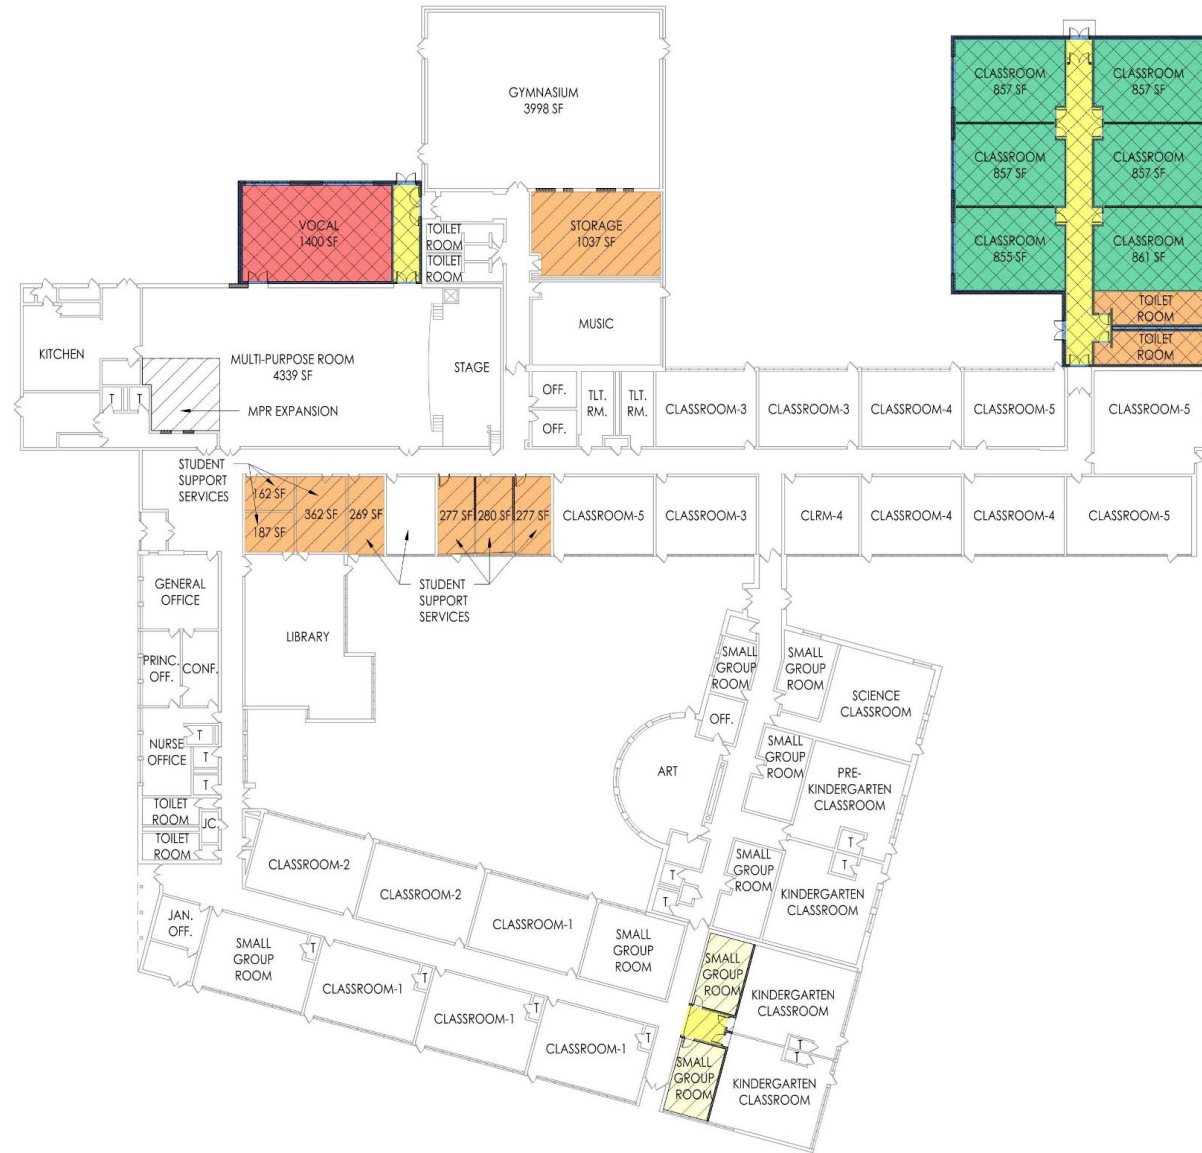 GYMNASIUM
3998 SF
CLASSROOM
857 SF
CLASSROOM
857 SF
CLASSROOM
857 SF
CLASSROOM
857 SF
CLASSROOM
855 SF
CLASSROOM
861 SF
TOILET
ROOM
TOILET
ROOM
VOCAL
1400 SF
TOILET
ROOM
TOILET
ROOM
STORAGE
1037 SF
MUSIC
KITCHEN
MULTI-PURPOSE ROOM
4339 SF
STAGE
MPR EXPANSION
T
T
OFF.
OFF.
TLT.
RM.
TLT.
RM.
CLASSROOM-3
CLASSROOM-3
CLASSROOM-4
CLASSROOM-5
CLASSROOM-5
STUDENT
SUPPORT
SERVICES
162 SF
187 SF
362 SF
269 SF
277 SF
280 SF
277 SF
CLASSROOM-5
CLASSROOM-3
CLRM-4
CLASSROOM-4
CLASSROOM-4
CLASSROOM-5
STUDENT
SUPPORT
SERVICES
GENERAL
OFFICE
PRINC.
OFF.
CONF.
LIBRARY
NURSE
OFFICE
T
T
T
TOILET
ROOM
TOILET
ROOM
JC.
SMALL
GROUP
ROOM
SMALL
GROUP
ROOM
SCIENCE
CLASSROOM
OFF.
ART
SMALL
GROUP
ROOM
PRE-
KINDERGARTEN
CLASSROOM
T
T
SMALL
GROUP
ROOM
KINDERGARTEN
CLASSROOM
T
T
CLASSROOM-2
CLASSROOM-2
CLASSROOM-1
SMALL
GROUP
ROOM
JAN.
OFF.
SMALL
GROUP
ROOM
T
CLASSROOM-1
T
CLASSROOM-1
T
CLASSROOM-1
T
SMALL
GROUP
ROOM
KINDERGARTEN
CLASSROOM
T
T
SMALL
GROUP
ROOM
KINDERGARTEN
CLASSROOM